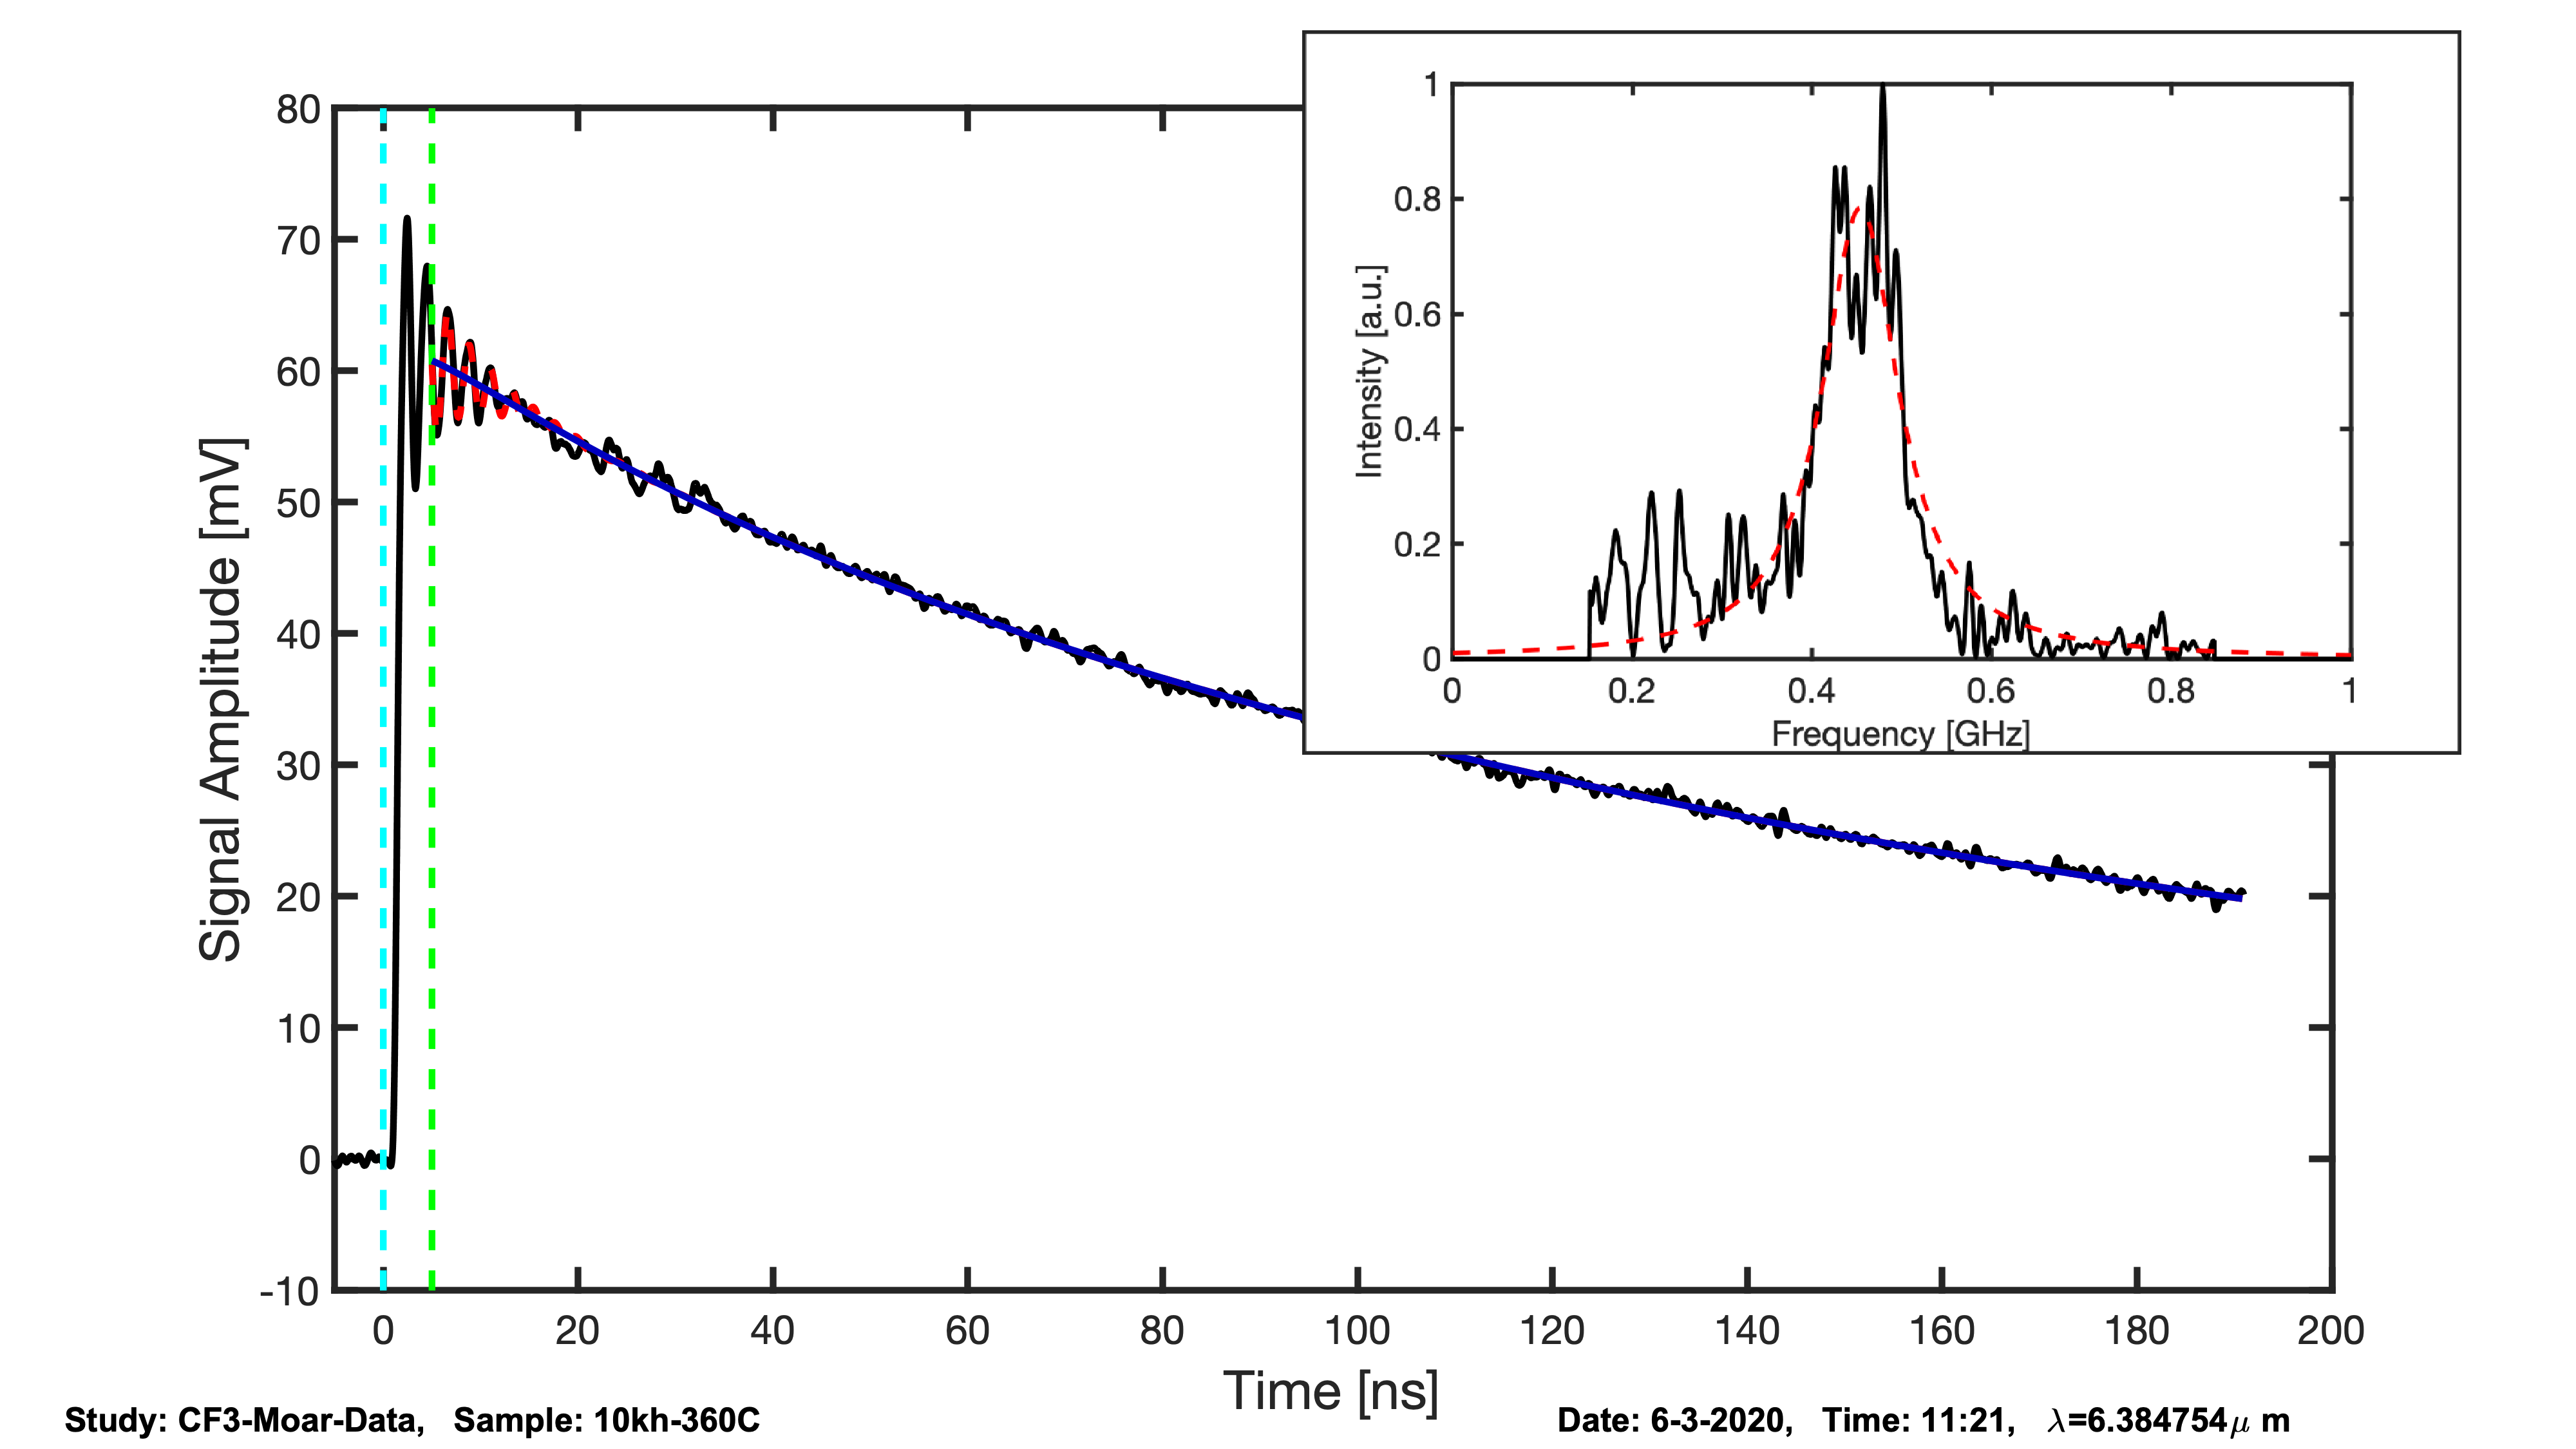 80
70
60
50
40
30
20
10
0
-10
Signal Amplitude [mV]
0 20 40 60 80 100 120 140 160 180 200
Time [ns]
1
0.8
0.6
0.4
0.2
0
Intensity [a.u.]
0 0.2 0.4 0.6 0.8 1
Frequency [GHz]
Study: CF3-Moar-Data, Sample: 10kh-360C
Date: 6-3-2020, Time: 11:21, λ=6.384754μ m